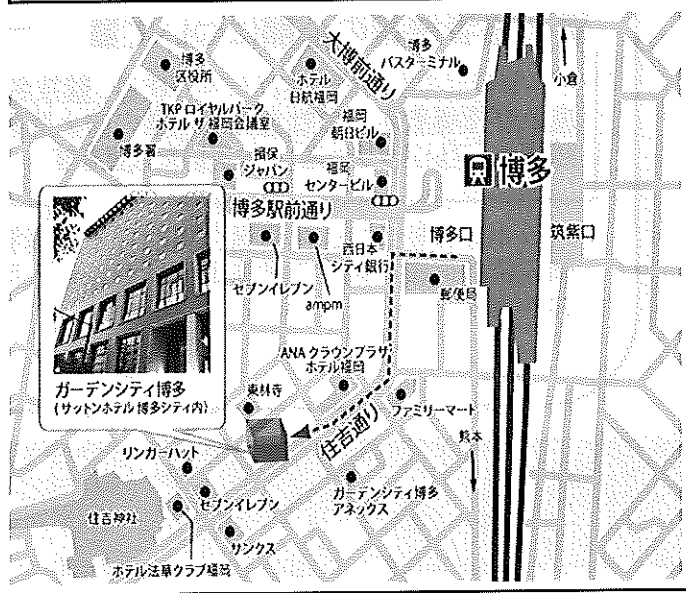 博多
区役所
ホテル
日航福岡
大博前通り
博多
バスターミナル
小倉
TKP ロイヤルパーク
ホテル ザ 福岡会議室
福岡
朝日ビル
博多署
損保
ジャパン
福岡
センタービル
博多
博多駅前通り
博多口
筑紫口
西日本
シティ銀行
セブンイレブン
ampm
郵便局
ANA クラウンプラザ
ホテル福岡
ガーデンシティ博多
(サットンホテル博多シティ内)
東林寺
ファミリーマート
住吉通り
熊本
リンガーハット
セブンイレブン
ガーデンシティ博多
アネックス
住吉神社
サンクス
ホテル法華クラブ福岡